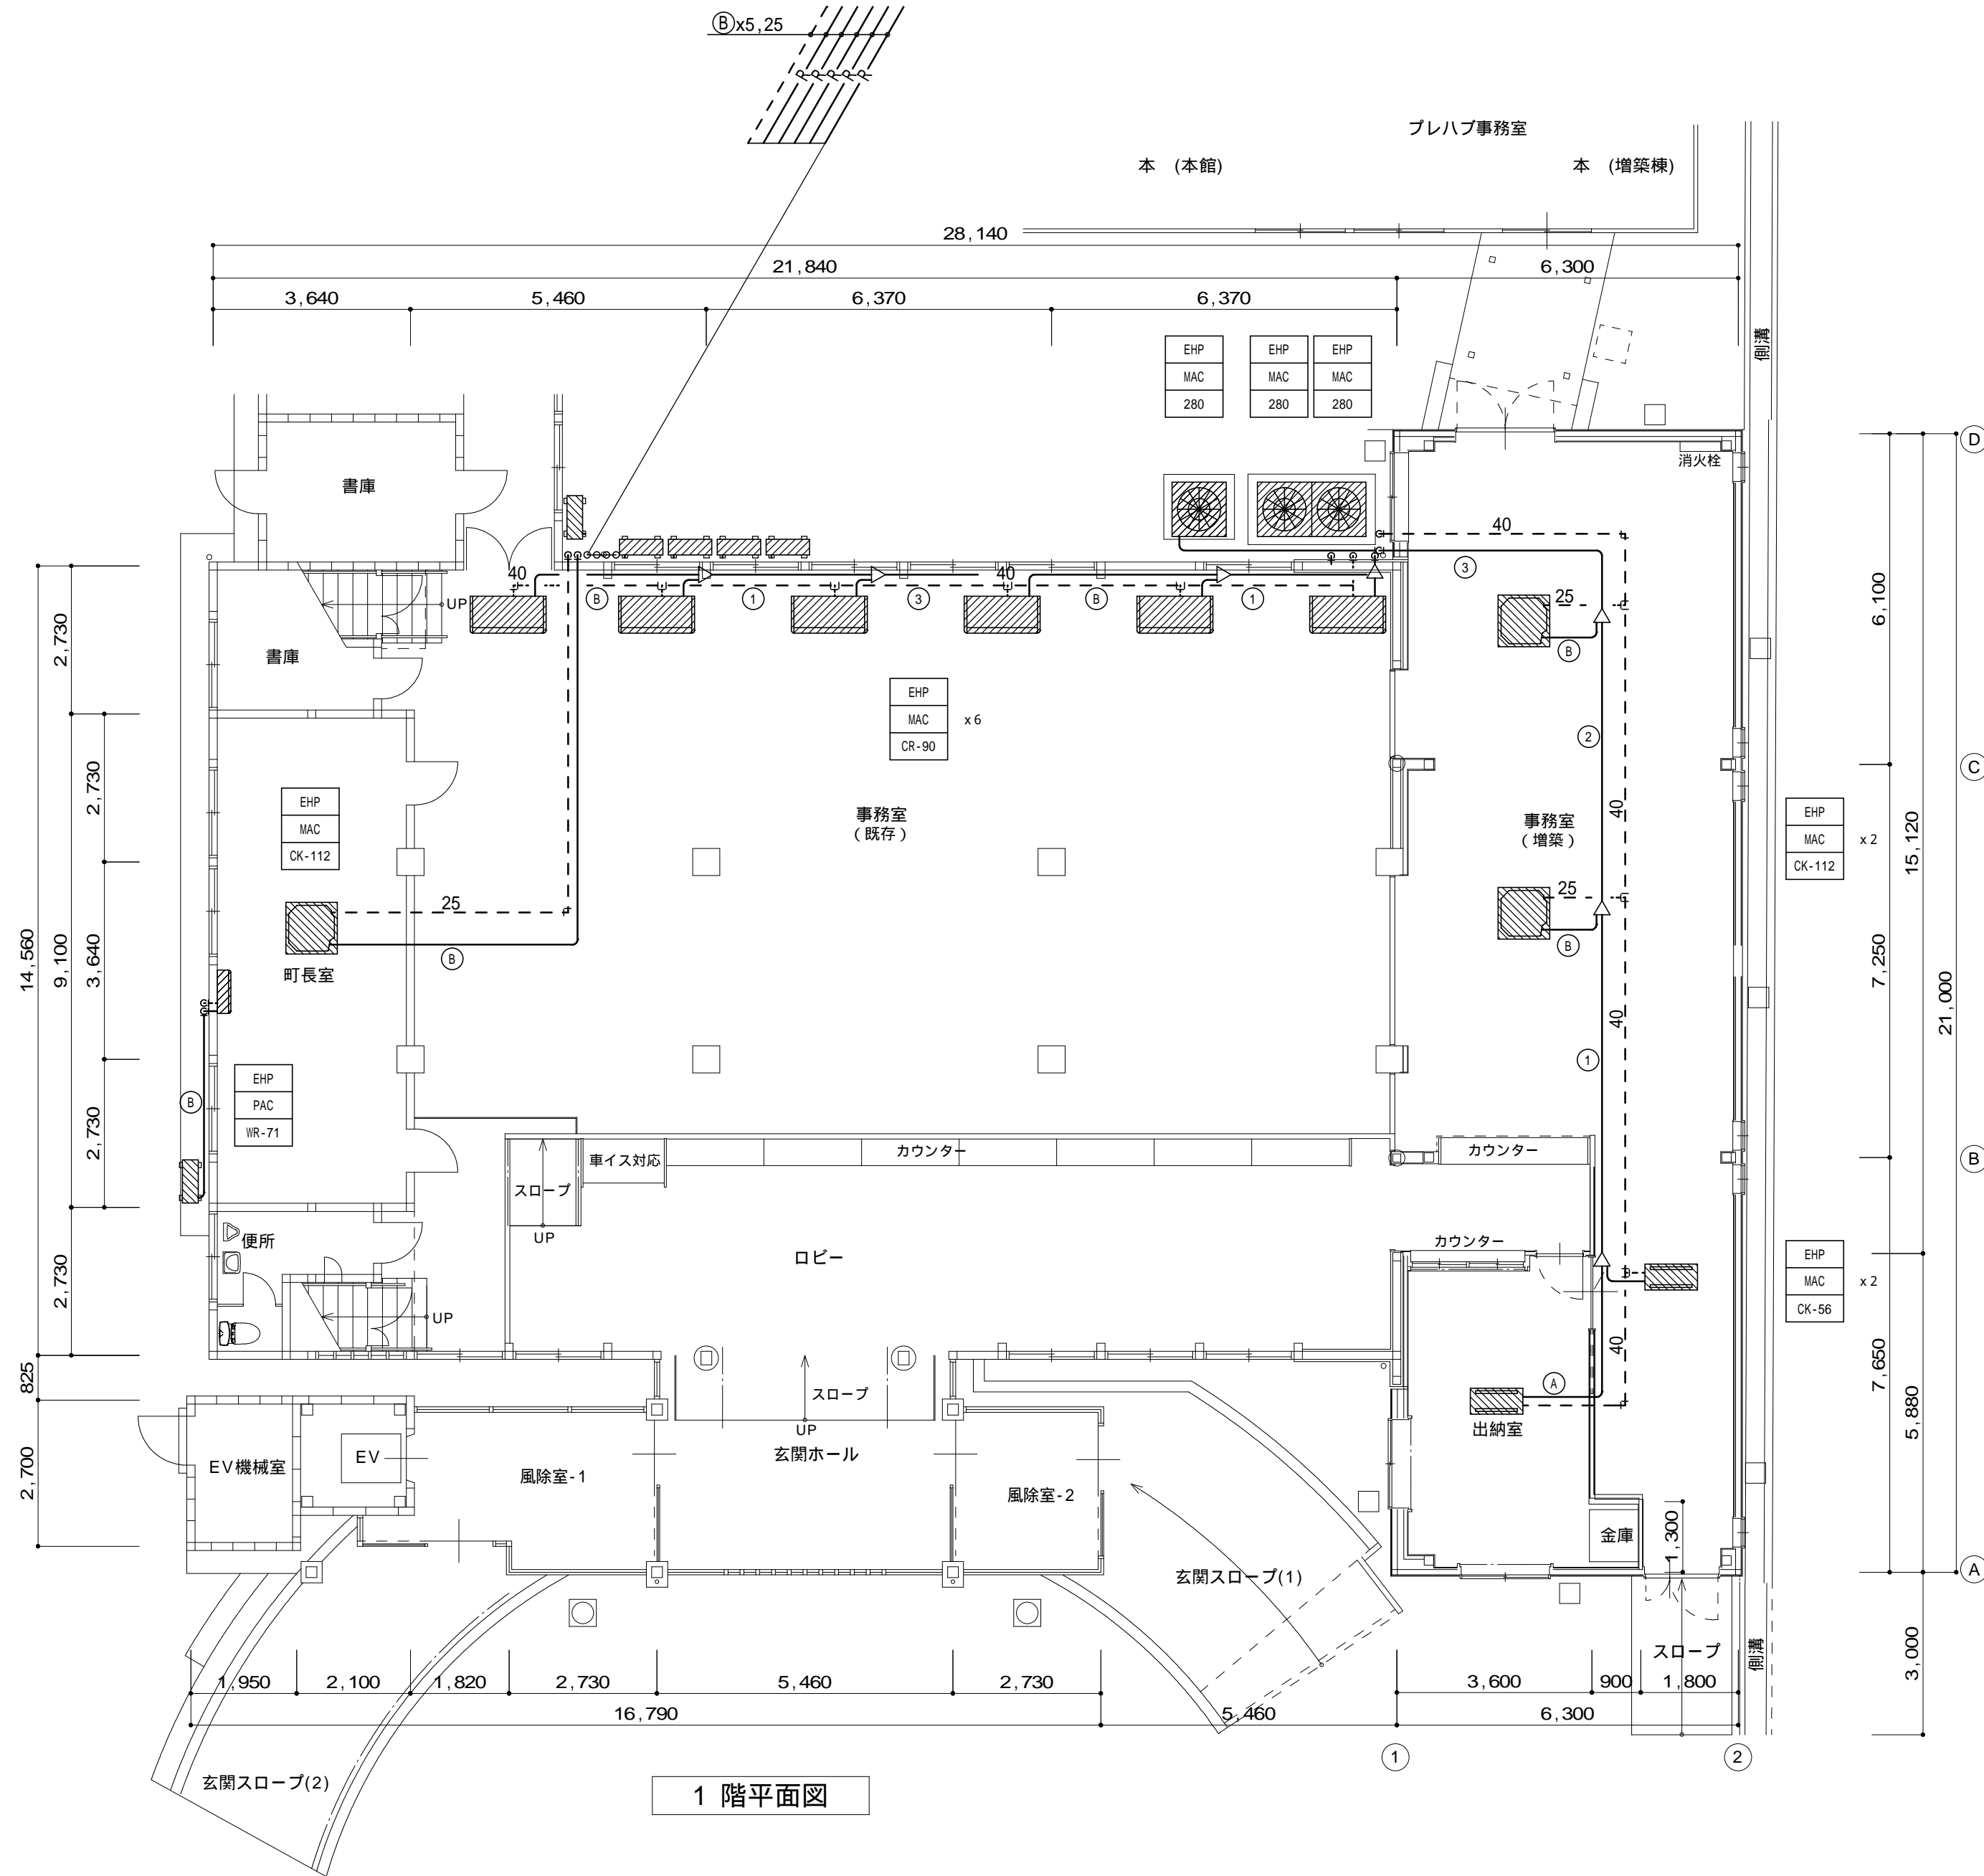 Bx5,25
R R R R R
プレハブ事務室
本 (本館)
本 (増築棟)
28,140
21,840
6,300
3,640
5,460
6,370
6,370
側溝
EHP
MAC
280
EHP
MAC
280
EHP
MAC
280
D
書庫
消火栓
40
40
40
B
1
3
B
1
3
UP
25
B
書庫
2,730
6,100
EHP
MAC
CR-90
x 6
2
C
2,730
EHP
MAC
CK-112
事務室
(既存)
事務室
(増築)
40
EHP
MAC
CK-112
x 2
15,120
25
25
B
B
町長室
14,560
9,100
3,640
7,250
21,000
40
1
EHP
PAC
WR-71
B
2,730
車イス対応
カウンター
カウンター
B
スロープ
UP
便所
ロビー
カウンター
2,730
EHP
MAC
CK-56
x 2
UP
40
825
スロープ
UP
A
出納室
7,650
5,880
2,700
EV機械室
EV
風除室-1
玄関ホール
風除室-2
金庫
1,300
玄関スロープ(1)
A
スロープ
側溝
3,000
1,950
2,100
1,820
2,730
5,460
2,730
3,600
900
1,800
16,790
5,460
6,300
1
2
玄関スロープ(2)
1 階平面図